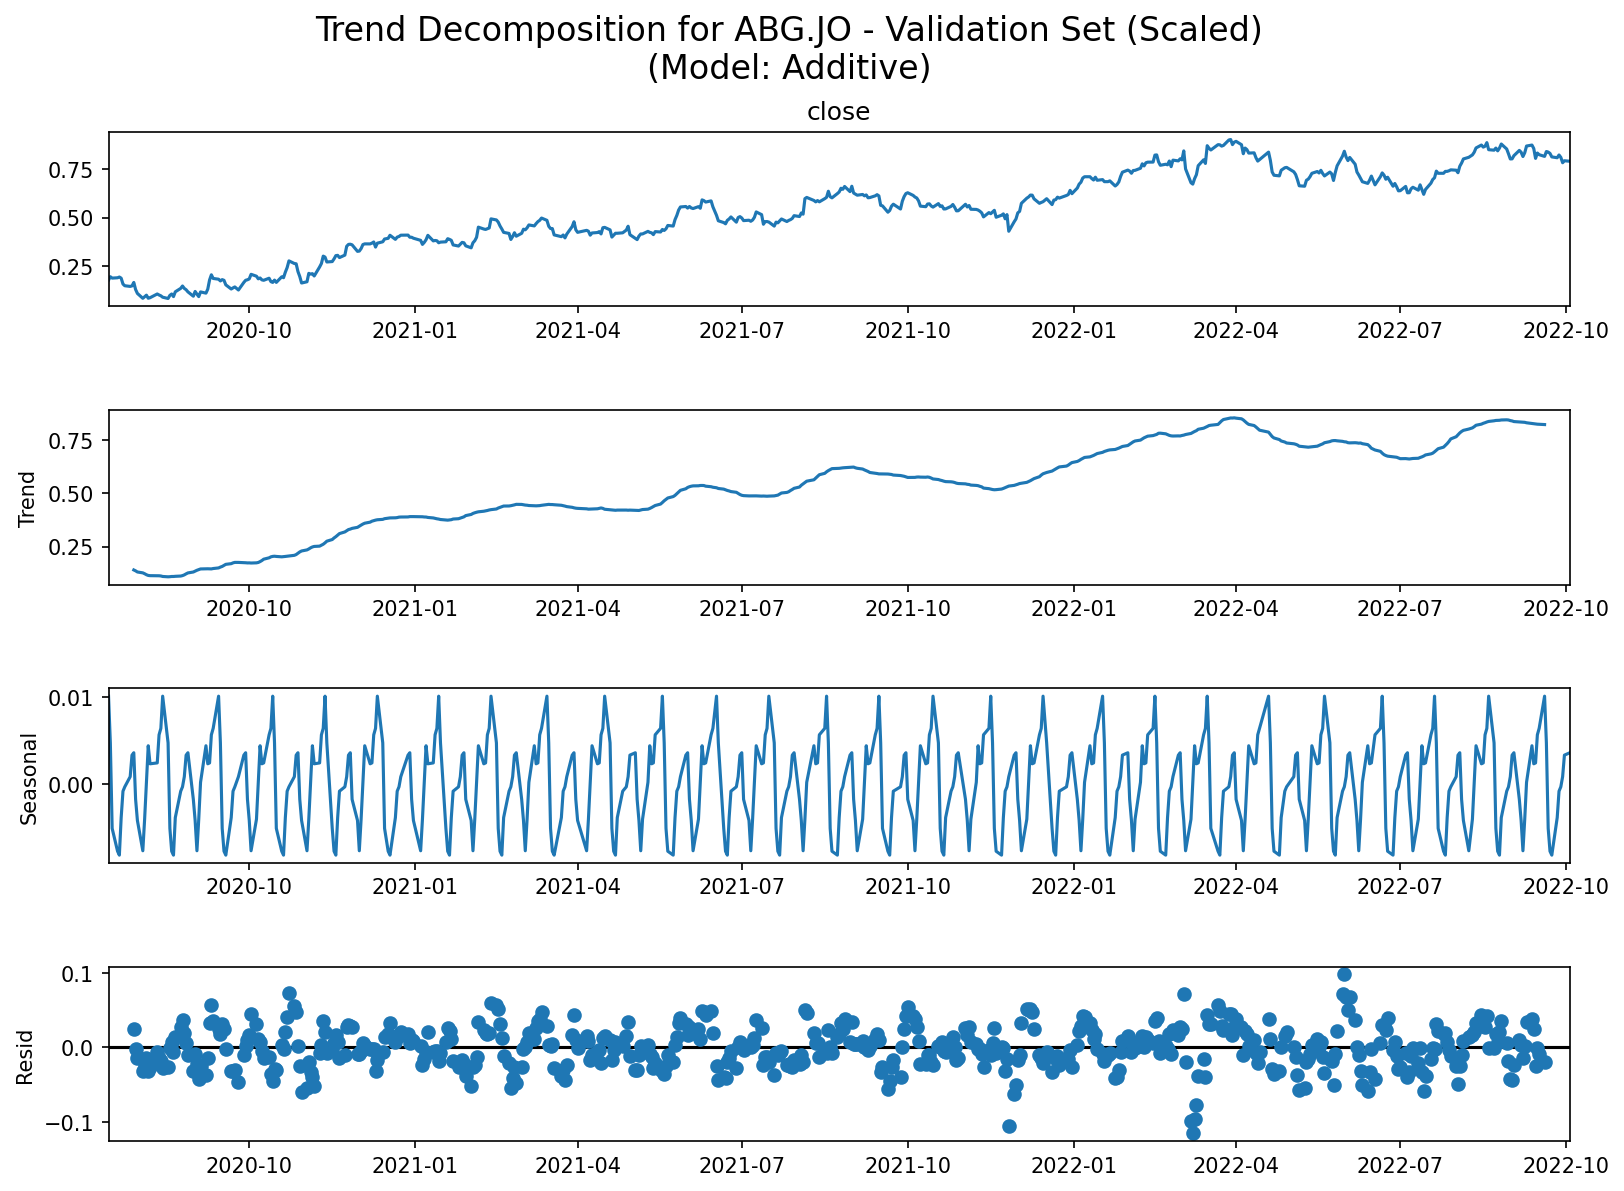 Trend Decomposition for ABG.JO - Validation Set (Scaled)
(Model: Additive)
close
0.75
0.50
0.25
2020-10 2021-01 2021-04 2021-07 2021-10 2022-01 2022-04 2022-07 2022-10
Trend
0.75
0.50
0.25
2020-10 2021-01 2021-04 2021-07 2021-10 2022-01 2022-04 2022-07 2022-10
Seasonal
0.01
0.00
2020-10 2021-01 2021-04 2021-07 2021-10 2022-01 2022-04 2022-07 2022-10
Resid
0.1
0.0
−0.1
2020-10 2021-01 2021-04 2021-07 2021-10 2022-01 2022-04 2022-07 2022-10